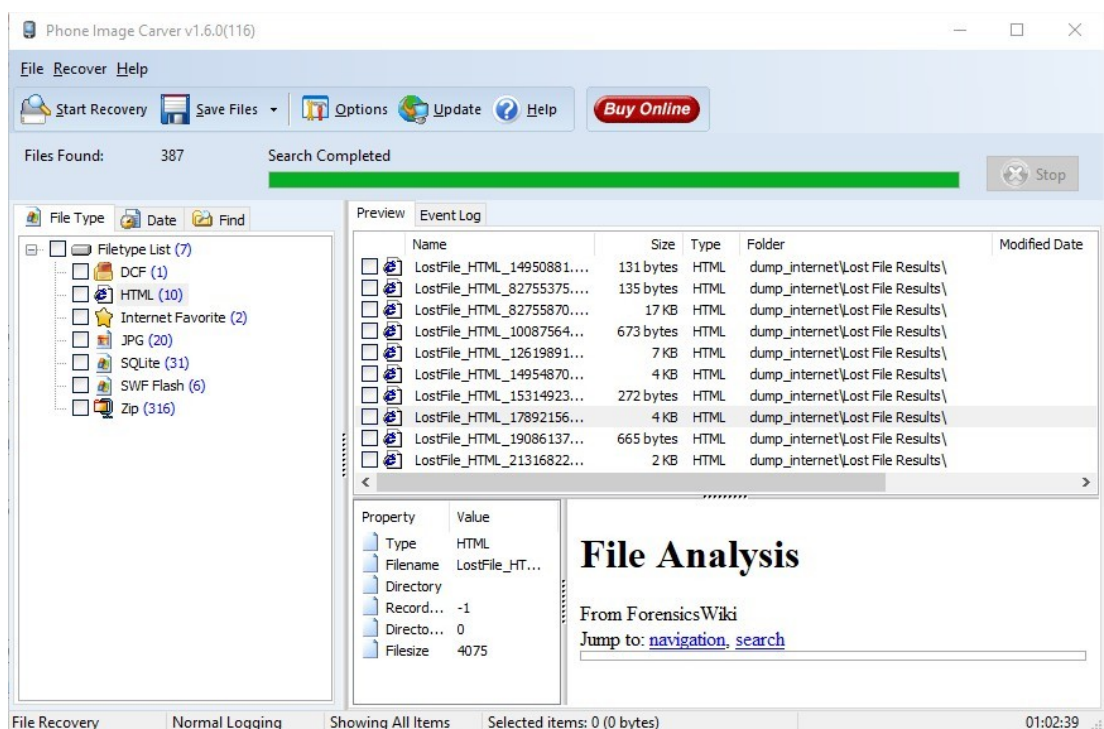 Phone Image Carver v1.6.0(116)
File Recover Help
Start Recovery Save Files Options Update Help Buy Online
Files Found: 387 Search Completed
Stop
File Type Date Find
Filetype List (7)
DCF (1)
HTML (10)
Internet Favorite (2)
JPG (20)
SQLite (31)
SWF Flash (6)
Zip (316)
Preview Event Log
Name Size Type Folder Modified Date
LostFile_HTML_14950881.... 131 bytes HTML dump_internet\Lost File Results\
LostFile_HTML_82755375.... 135 bytes HTML dump_internet\Lost File Results\
LostFile_HTML_82755870.... 17 KB HTML dump_internet\Lost File Results\
LostFile_HTML_10087564... 673 bytes HTML dump_internet\Lost File Results\
LostFile_HTML_12619891... 7 KB HTML dump_internet\Lost File Results\
LostFile_HTML_14954870... 4 KB HTML dump_internet\Lost File Results\
LostFile_HTML_15314923... 272 bytes HTML dump_internet\Lost File Results\
LostFile_HTML_17892156... 4 KB HTML dump_internet\Lost File Results\
LostFile_HTML_19086137... 665 bytes HTML dump_internet\Lost File Results\
LostFile_HTML_21316822... 2 KB HTML dump_internet\Lost File Results\
Property Value
Type HTML
Filename LostFile_HT...
Directory
Record... -1
Directo... 0
Filesize 4075
File Analysis
From ForensicsWiki
Jump to: navigation, search
File Recovery Normal Logging Showing All Items Selected items: 0 (0 bytes) 01:02:39